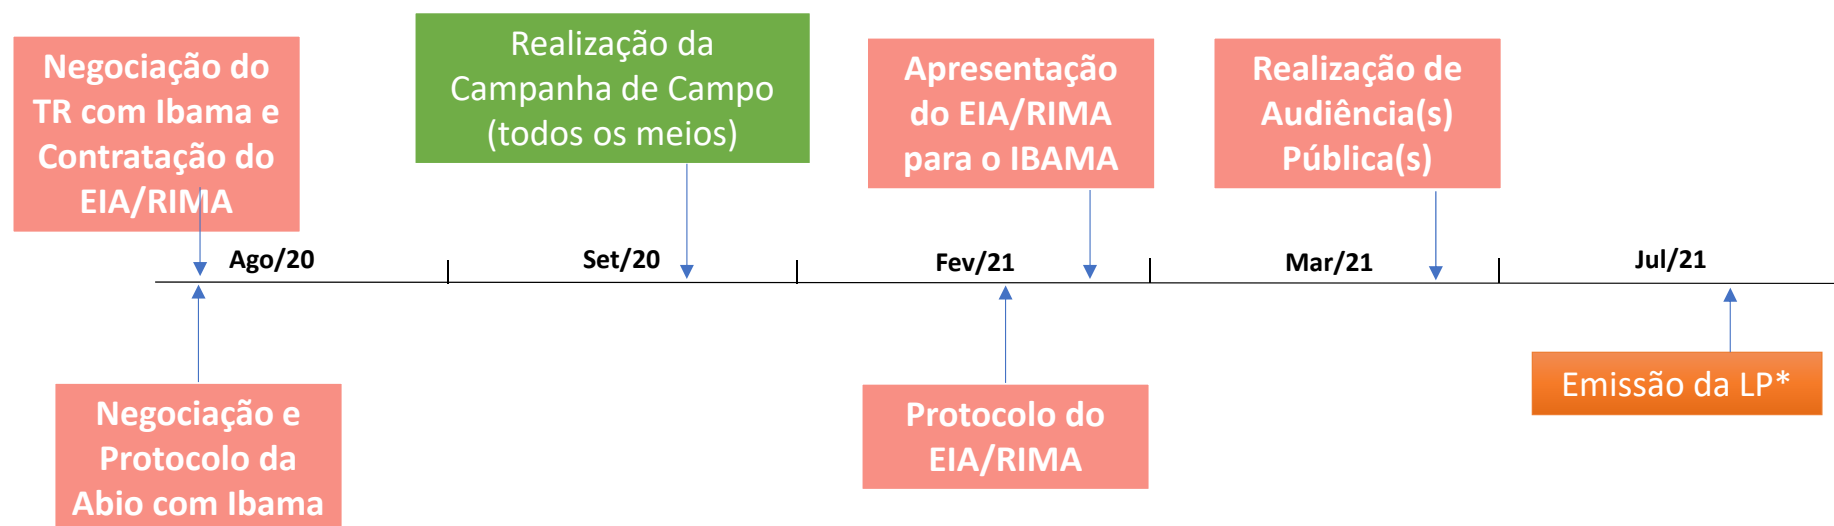 Negociação do
TR com Ibama e
Contratação do
EIA/RIMA
Realização da
Campanha de Campo
(todos os meios)
Apresentação
do EIA/RIMA
para o IBAMA
Realização de
Audiência(s)
Pública(s)
Ago/20
Set/20
Fev/21
Mar/21
Jul/21
Negociação e
Protocolo da
Abio com Ibama
Protocolo do
EIA/RIMA
Emissão da LP*